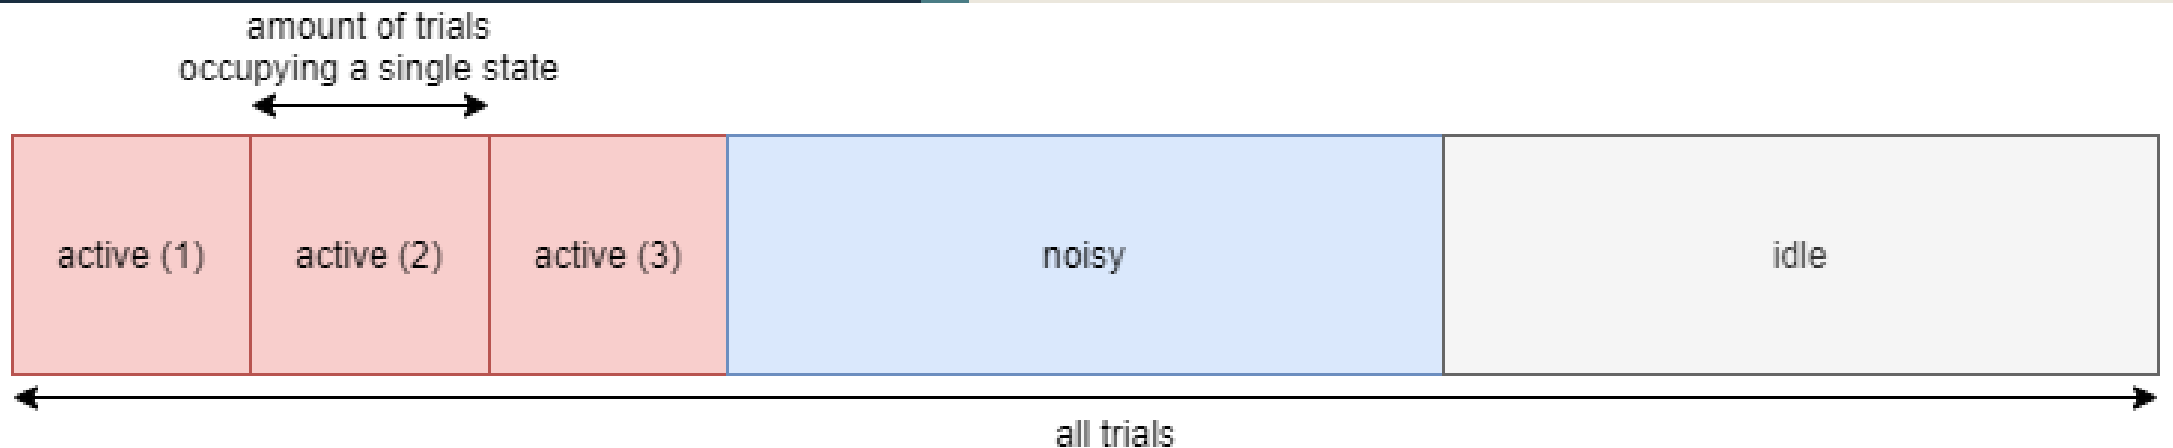 amount of trials
occupying a single state
active (1)
active (2)
active (3)
noisy
idle
all trials